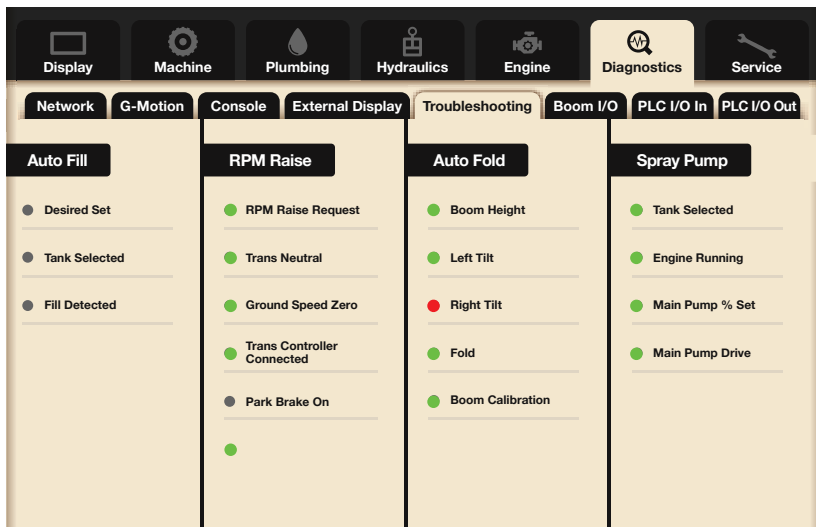 Display
Machine
Plumbing
Hydraulics
Engine
Diagnostics
Service
Network
G-Motion
Console
External Display
Troubleshooting
Boom I/O
PLC I/O In
PLC I/O Out
Auto Fill
Desired Set
Tank Selected
Fill Detected
RPM Raise
RPM Raise Request
Trans Neutral
Ground Speed Zero
Trans Controller
Connected
Park Brake On
Auto Fold
Boom Height
Left Tilt
Right Tilt
Fold
Boom Calibration
Spray Pump
Tank Selected
Engine Running
Main Pump % Set
Main Pump Drive